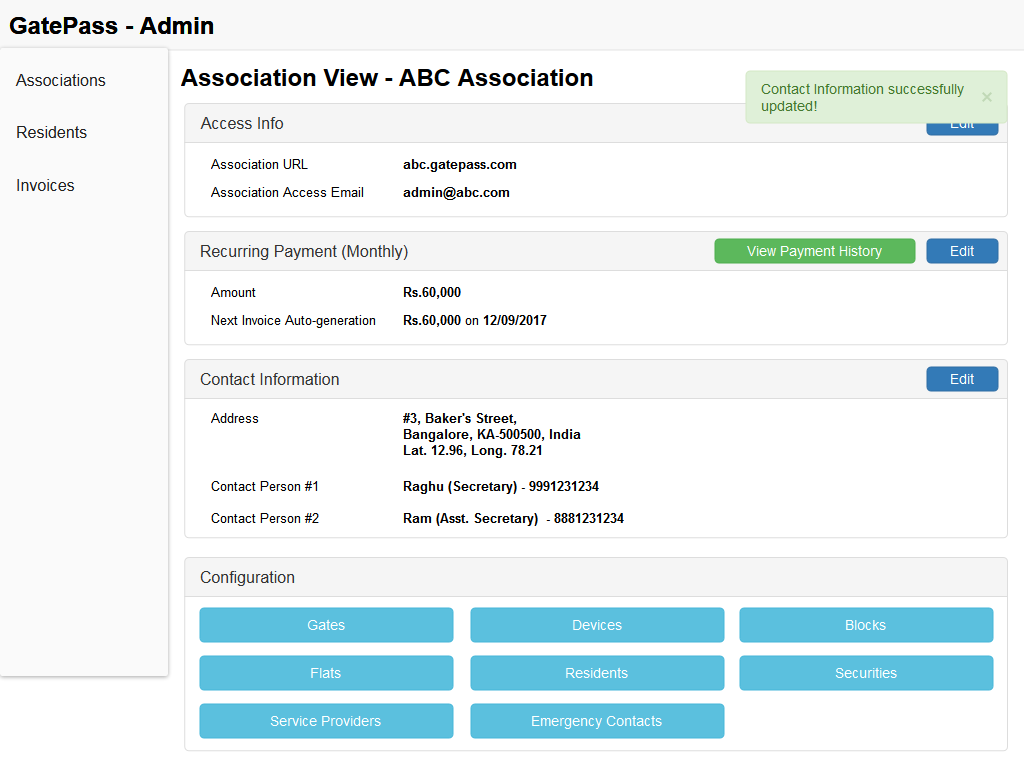 GatePass - Admin
Associations
Residents
Invoices
Association View - ABC Association
Contact Information successfully
updated!
×
Access Info
Edit
Association URL abc.gatepass.com
Association Access Email admin@abc.com
Recurring Payment (Monthly) View Payment History Edit
Amount Rs.60,000
Next Invoice Auto-generation Rs.60,000 on 12/09/2017
Contact Information Edit
Address #3, Baker's Street,
Bangalore, KA-500500, India
Lat. 12.96, Long. 78.21
Contact Person #1 Raghu (Secretary) - 9991231234
Contact Person #2 Ram (Asst. Secretary) - 8881231234
Configuration
Gates Devices Blocks
Flats Residents Securities
Service Providers Emergency Contacts